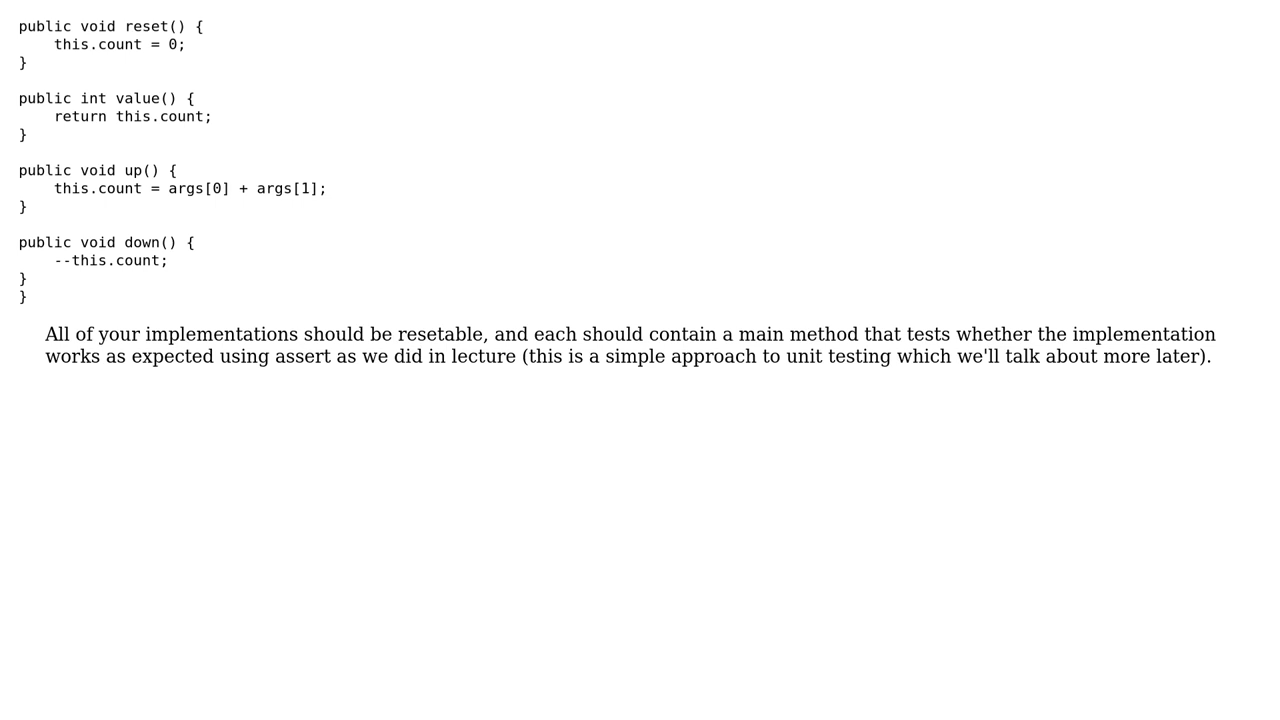 public void reset() {
    this.count = 0;
}
public int value() {
    return this.count;
}
public void up() {
    this.count = args[0] + args[1];
}
public void down() {
    --this.count;
}
}
All of your implementations should be resetable, and each should contain a main method that tests whether the implementation
works as expected using assert as we did in lecture (this is a simple approach to unit testing which we'll talk about more later).